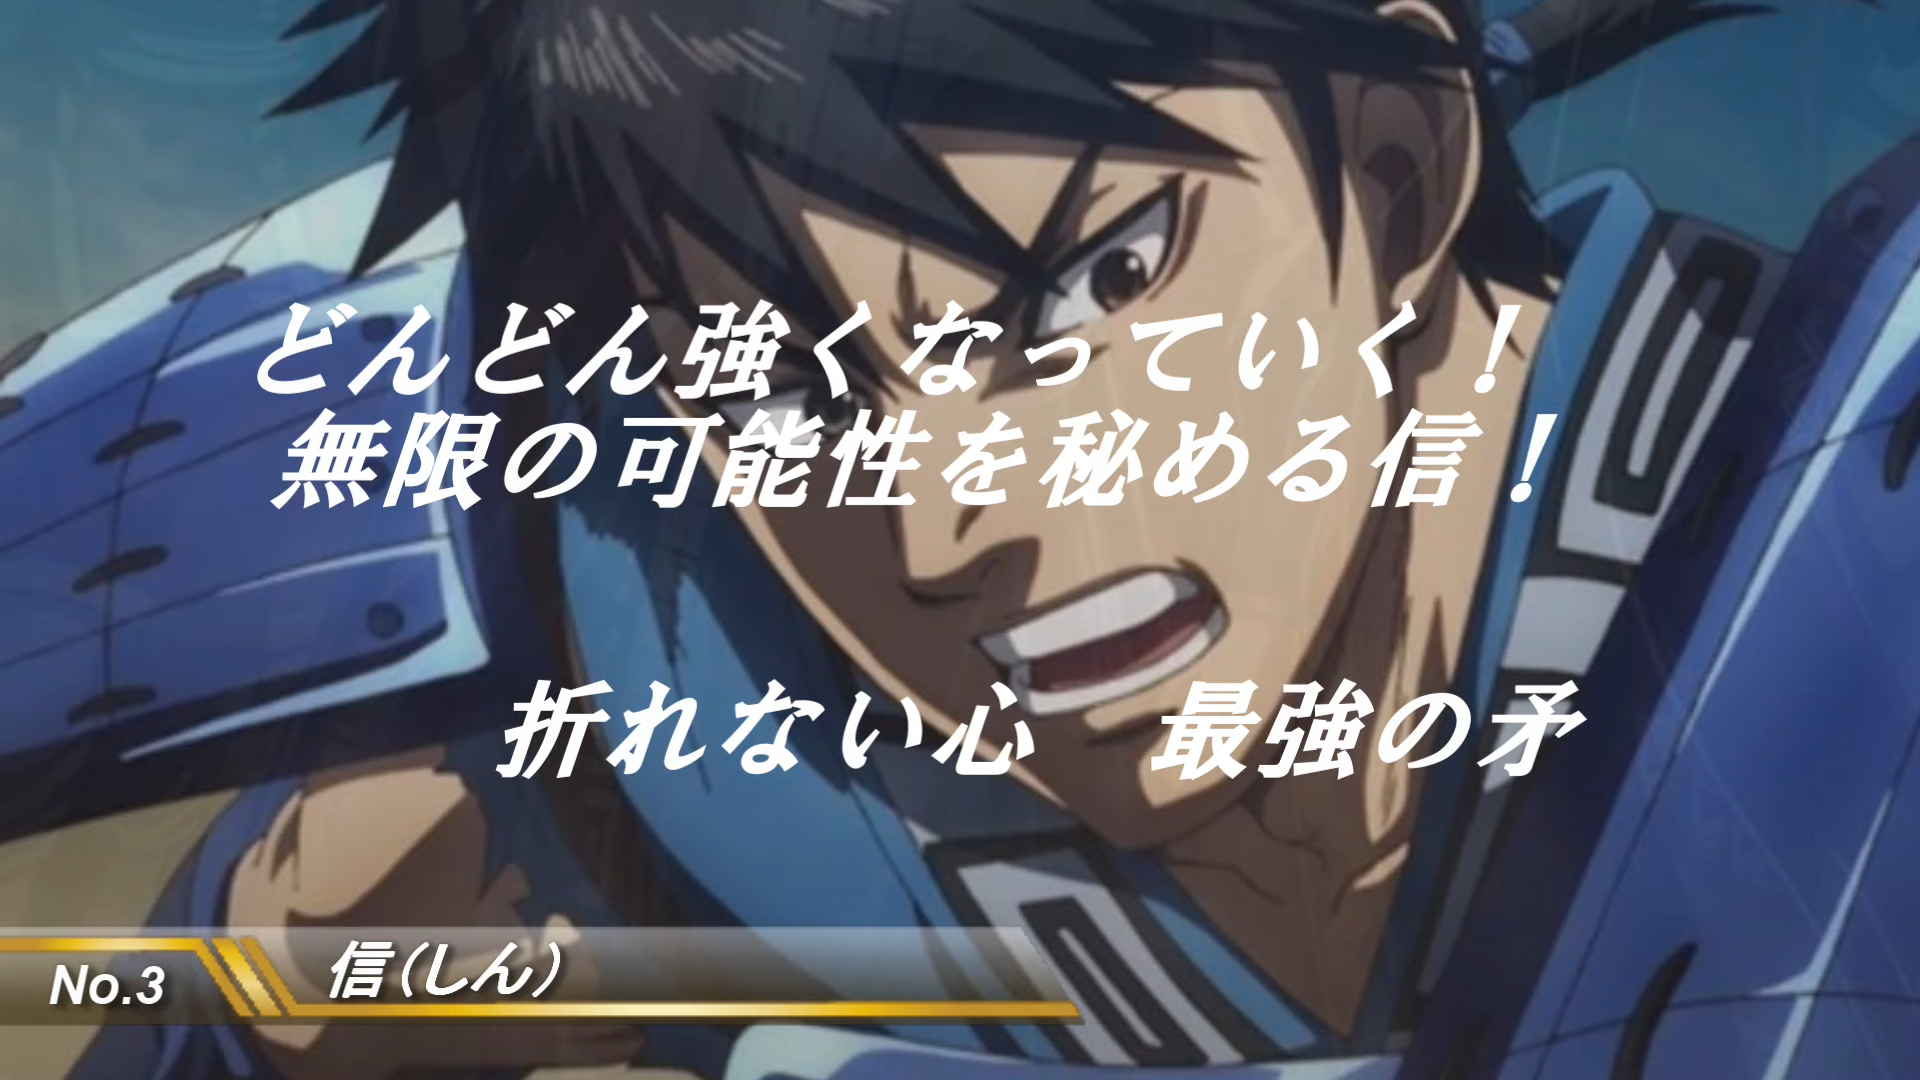 どんどん強くなっていく！
無限の可能性を秘める信！
折れない心　最強の矛
No.3
信（しん）